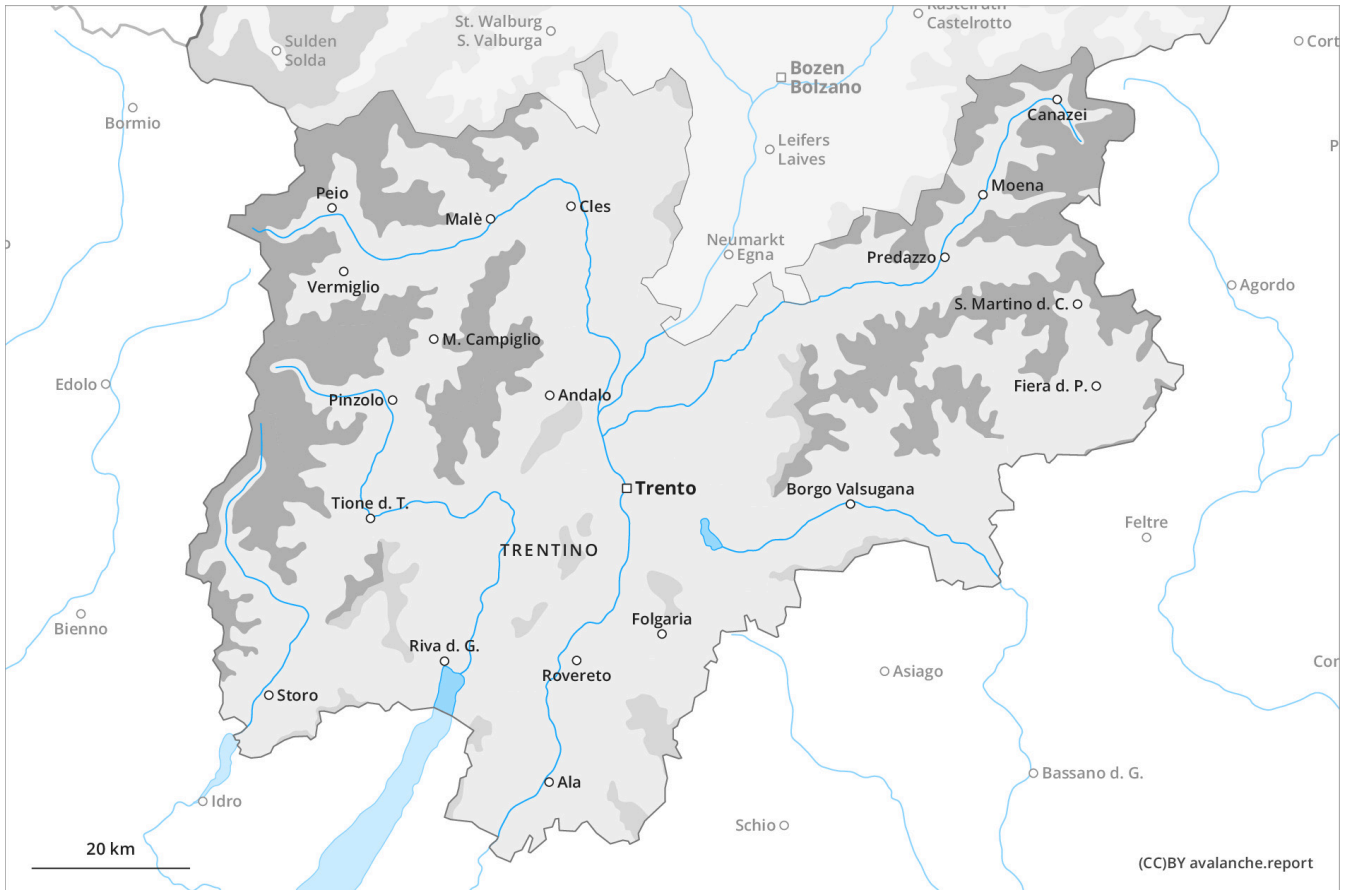 St. Walburg
S. Valburga
Castelrotto
Sulden
Solda
Cort
Bozen
Bolzano
Bormio
Canazei
Leifers
Laives
P
Moena
Peio
Malè
Cles
Neumarkt
Egna
Predazzo
Vermiglio
Agordo
S. Martino d. C.
M. Campiglio
Edolo
Pinzolo
Andalo
Fiera d. P.
Trento
Borgo Valsugana
Tione d. T.
Feltre
TRENTINO
Bienno
Folgaria
Riva d. G.
Rovereto
Asiago
Cor
Storo
Ala
Bassano d. G.
Idro
Schio
20 km
(CC)BY avalanche.report